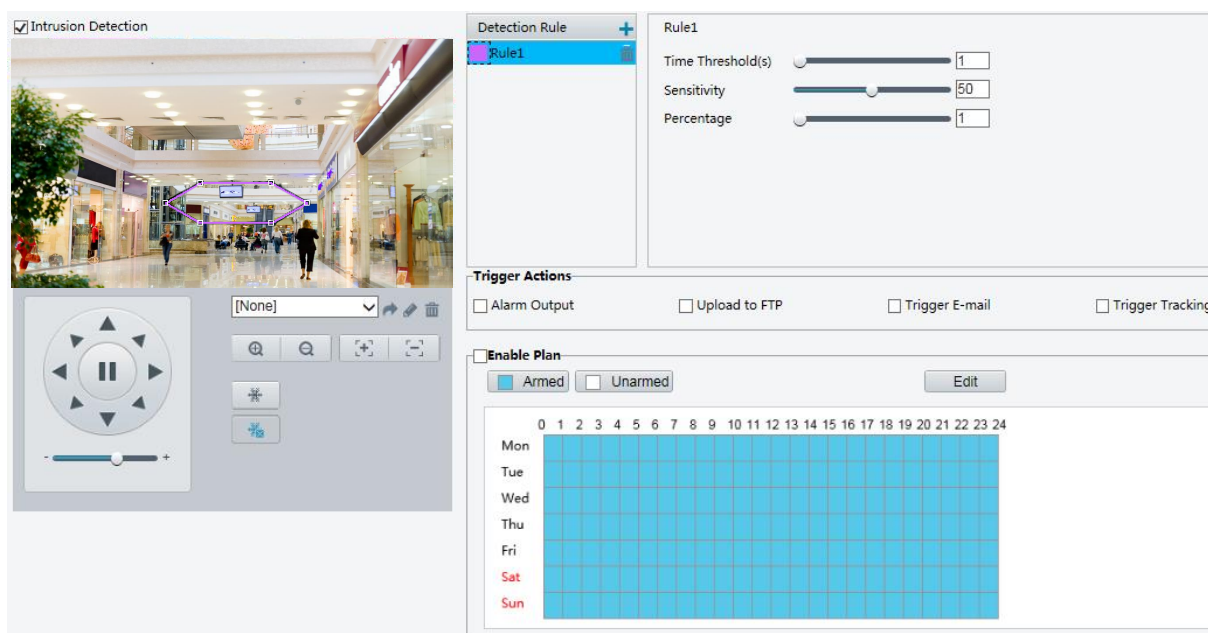 Intrusion Detection
Detection Rule
Rule1
Rule1
Time Threshold(s) 1
Sensitivity 50
Percentage 1
Trigger Actions
Alarm Output Upload to FTP Trigger E-mail Trigger Tracking
[None]
Enable Plan
Armed Unarmed Edit
0 1 2 3 4 5 6 7 8 9 10 11 12 13 14 15 16 17 18 19 20 21 22 23 24
Mon
Tue
Wed
Thu
Fri
Sat
Sun
- +